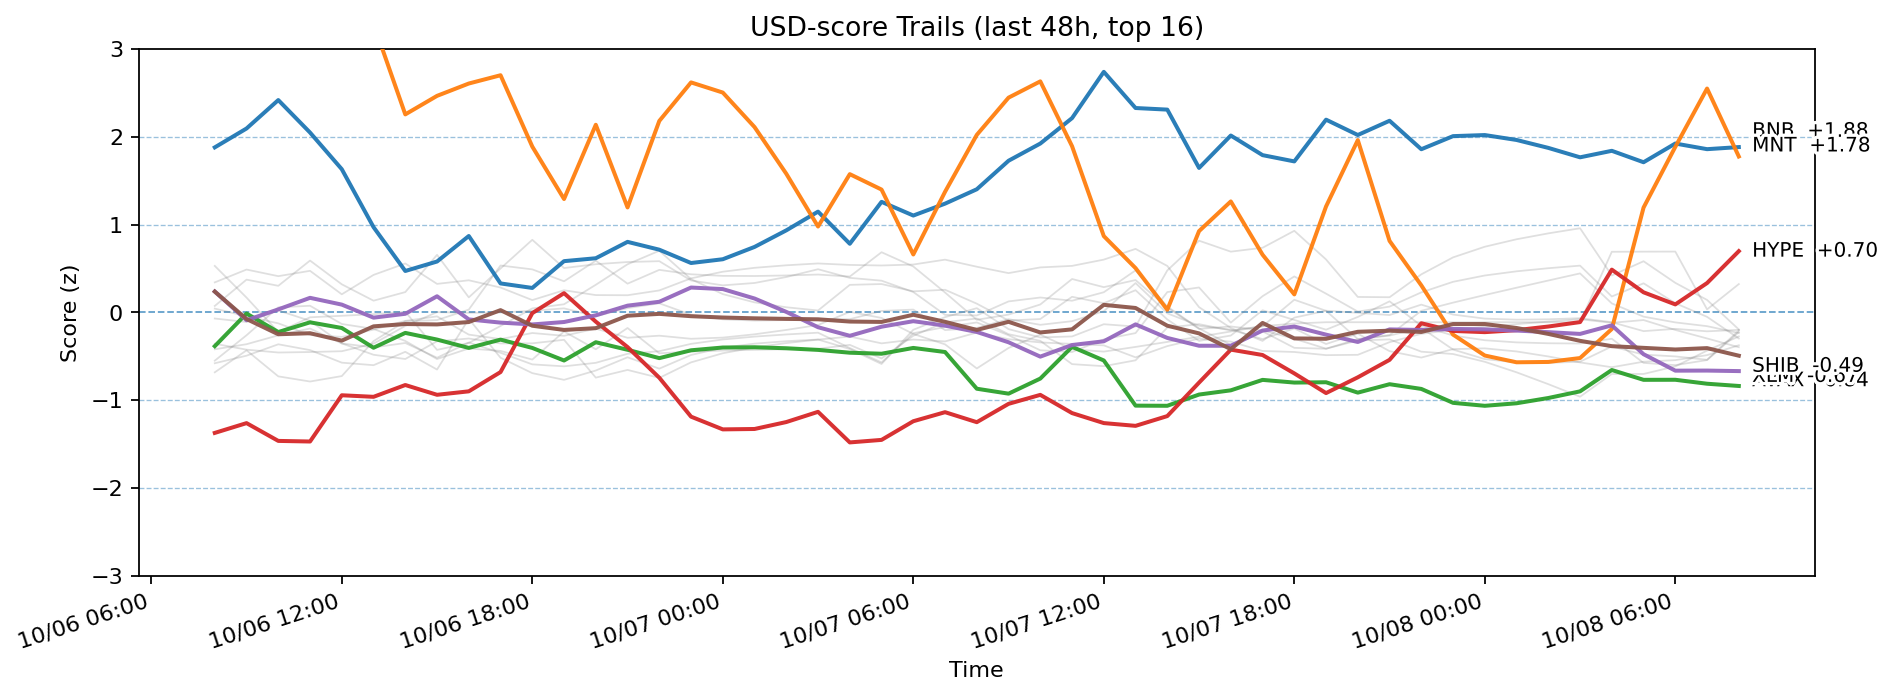 USD-score Trails (last 48h, top 16)
Score (z)
3
2
1
0
−1
−2
−3
BNB +1.88
MNT +1.78
HYPE +0.70
SHIB -0.49
10/06 06:00
10/06 12:00
10/06 18:00
10/07 00:00
10/07 06:00
10/07 12:00
10/07 18:00
10/08 00:00
10/08 06:00
Time